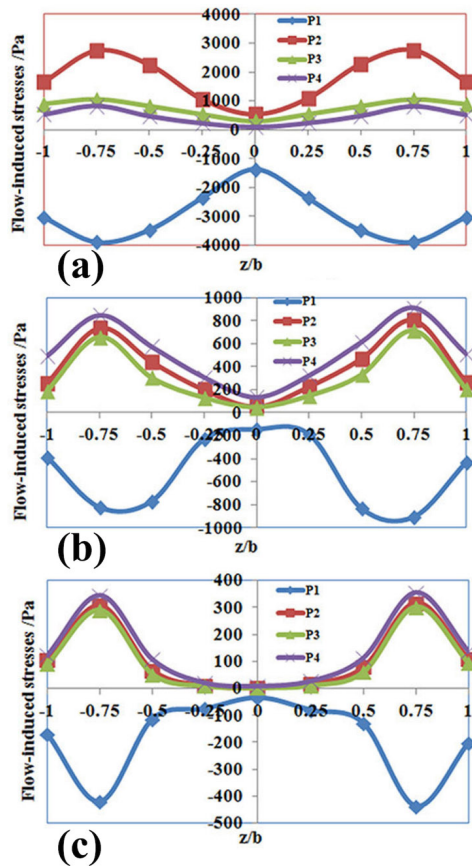 4000
3000
2000
1000
0
-1000
-2000
-3000
-4000
Flow-induced stresses /Pa
P1
P2
P3
P4
-1 -0.75 -0.5 -0.25 0 0.25 0.5 0.75 1
z/b
(a)
1000
800
600
400
200
0
-200
-400
-600
-800
-1000
Flow-induced stresses /Pa
P1
P2
P3
P4
-1 -0.75 -0.5 -0.25 0 0.25 0.5 0.75 1
z/b
(b)
400
300
200
100
0
-100
-200
-300
-400
-500
Flow-induced stresses /Pa
P1
P2
P3
P4
-1 -0.75 -0.5 -0.25 0 0.25 0.5 0.75 1
z/b
(c)